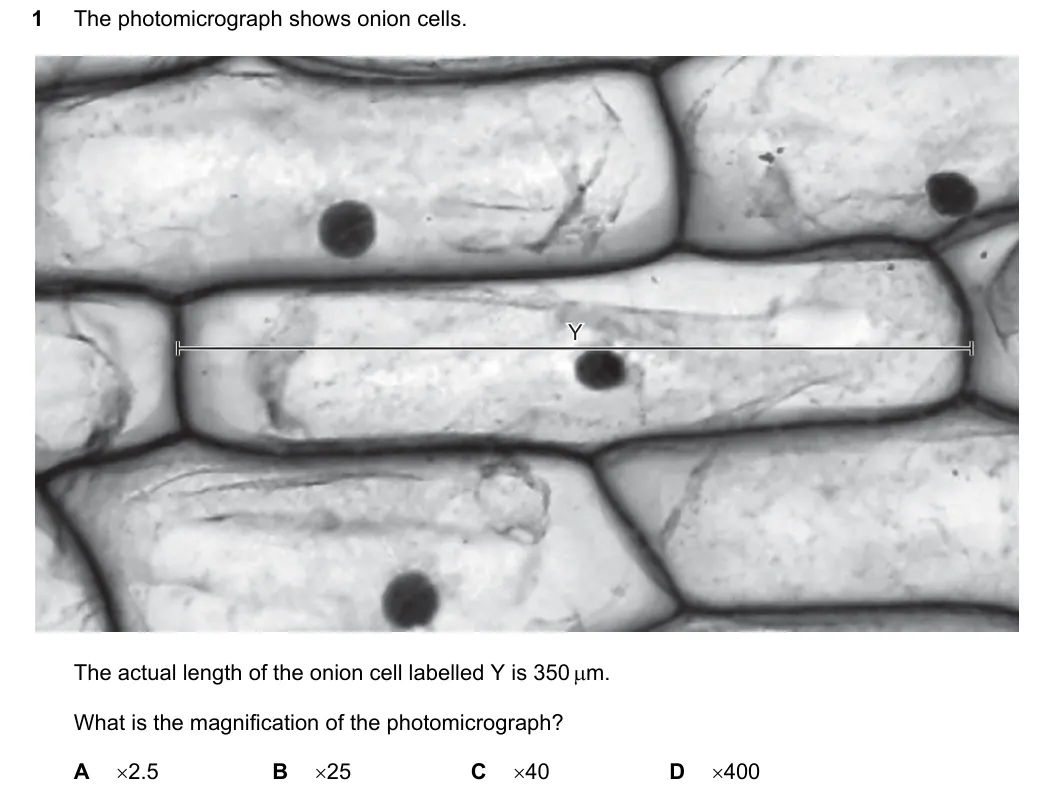 1 The photomicrograph shows onion cells.
Y
The actual length of the onion cell labelled Y is 350 μm.
What is the magnification of the photomicrograph?
A ×2.5 B ×25 C ×40 D ×400